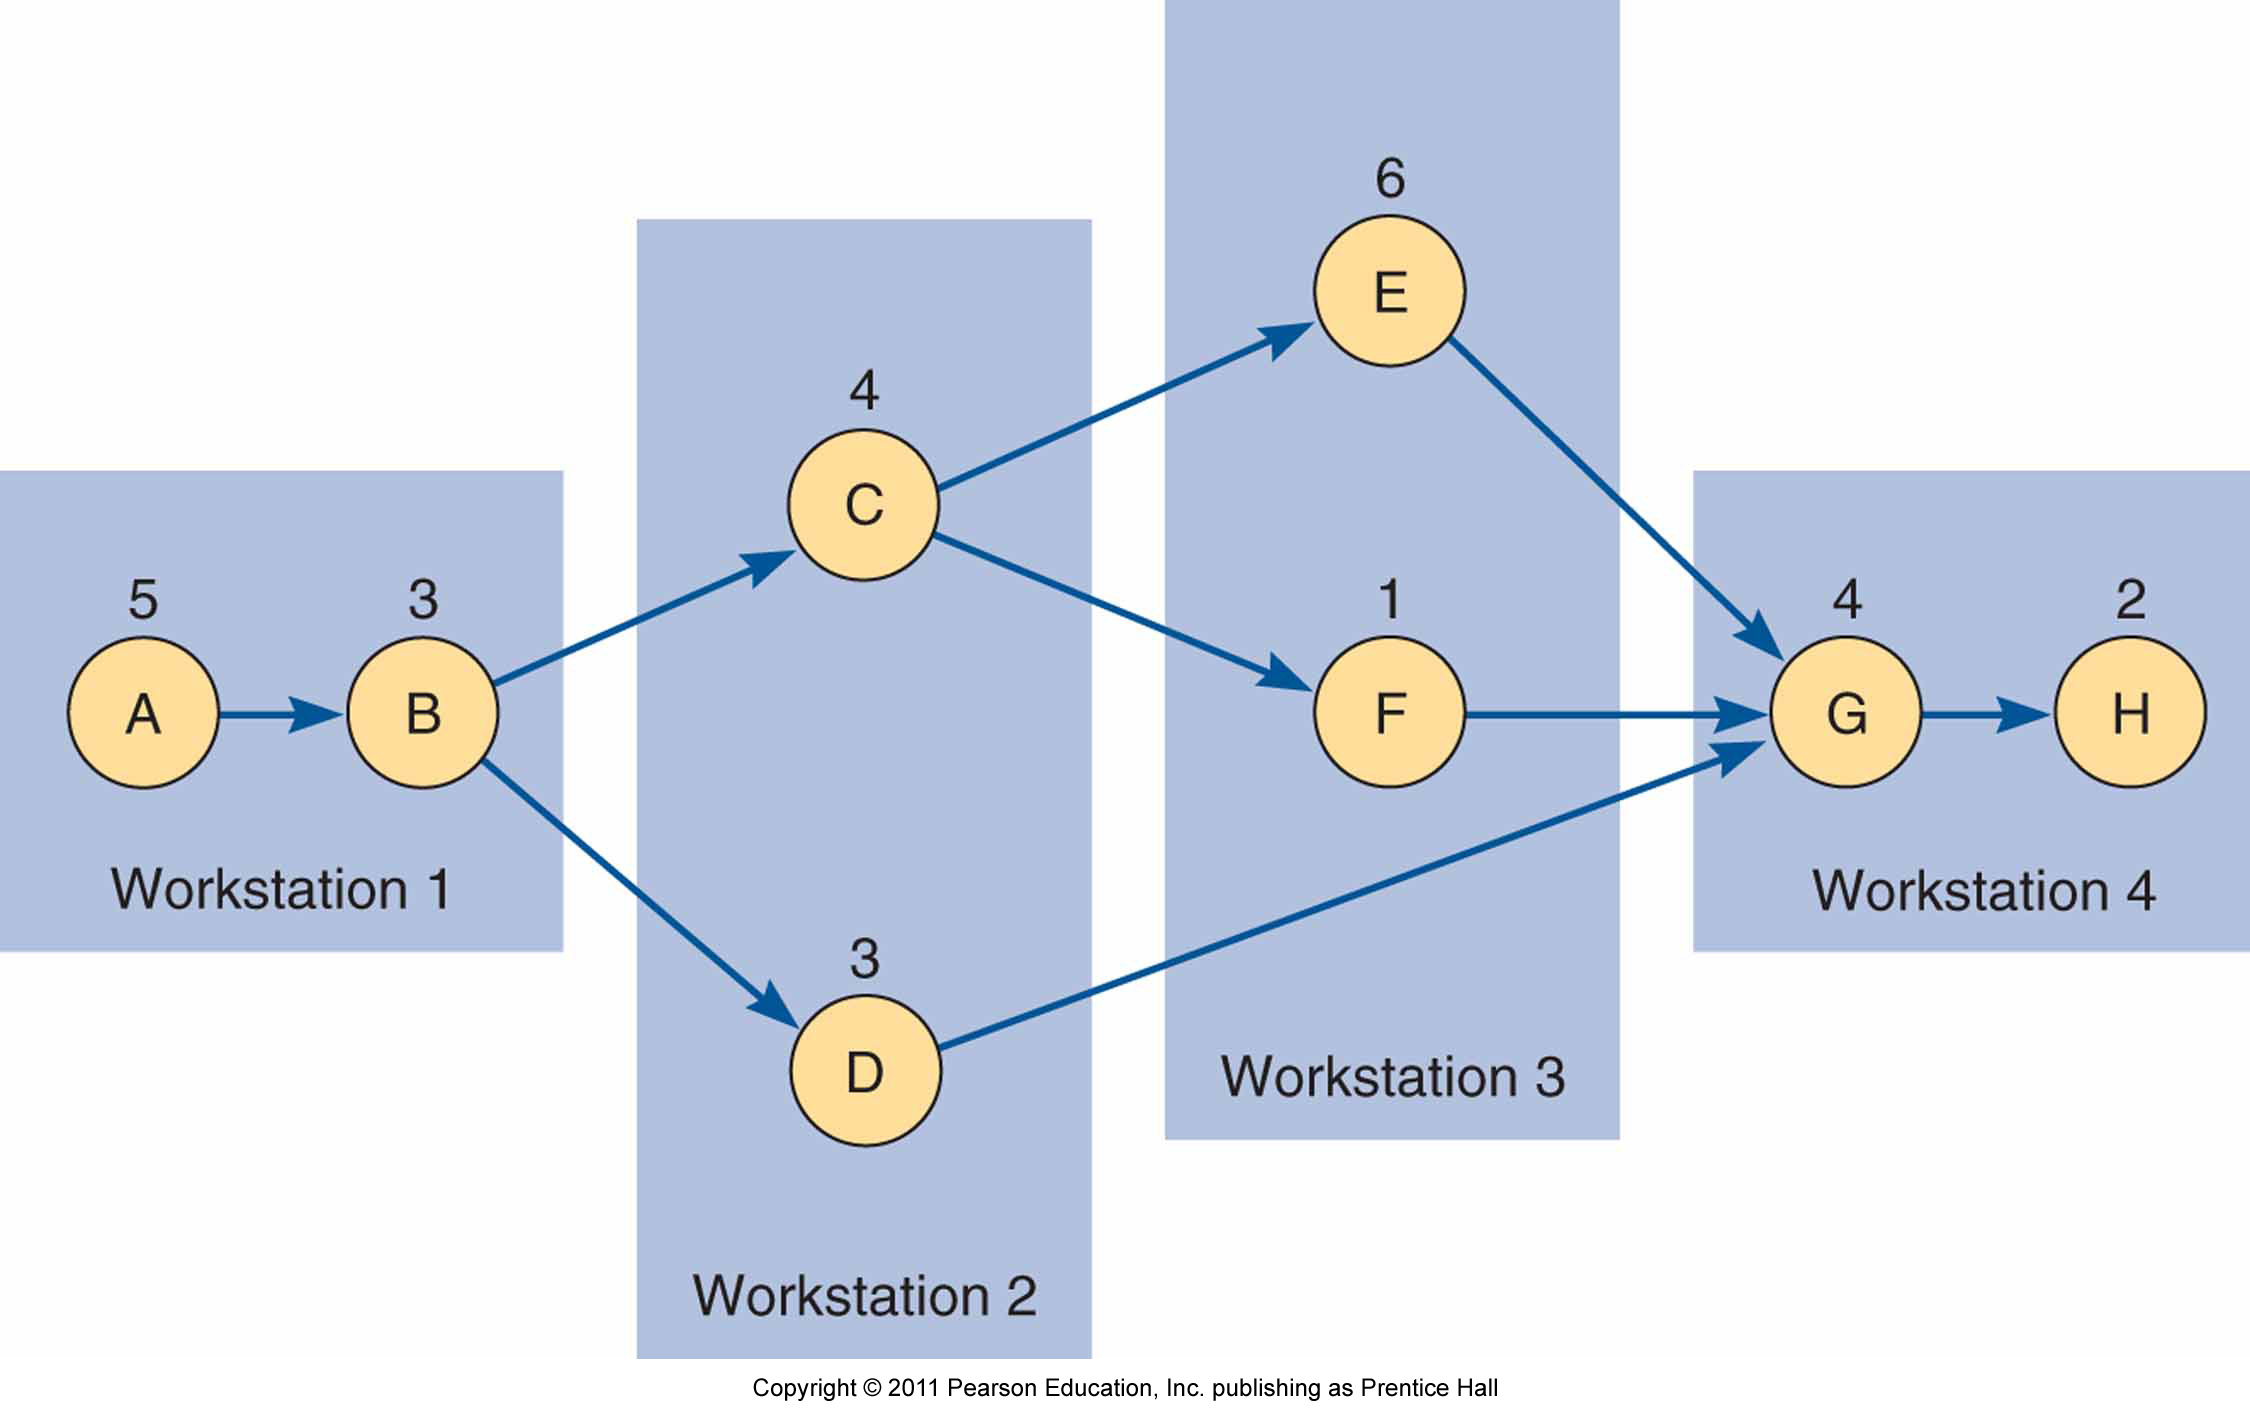 6
E
4
C
5
3
1
4
2
A
B
F
G
H
Workstation 1
Workstation 4
3
D
Workstation 3
Workstation 2
Copyright © 2011 Pearson Education, Inc. publishing as Prentice Hall